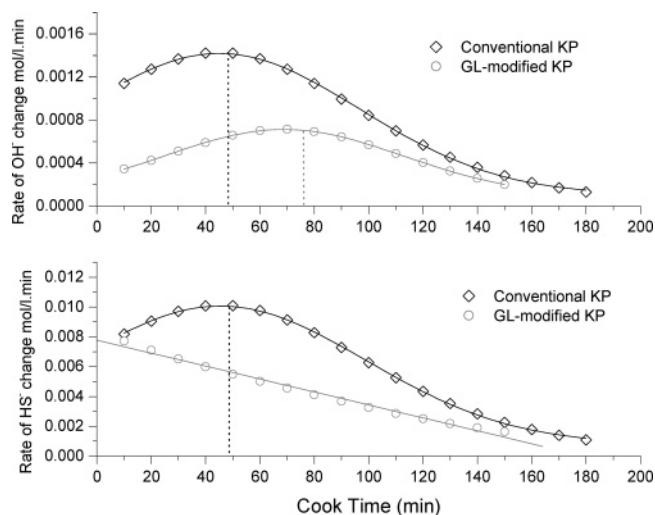 Rate of OH⁻ change mol/l.min
0.0016
0.0012
0.0008
0.0004
0.0000
Conventional KP
GL-modified KP
0 20 40 60 80 100 120 140 160 180 200
Rate of HS⁻ change mol/l.min
0.012
0.010
0.008
0.006
0.004
0.002
0.000
Conventional KP
GL-modified KP
0 20 40 60 80 100 120 140 160 180 200
Cook Time (min)